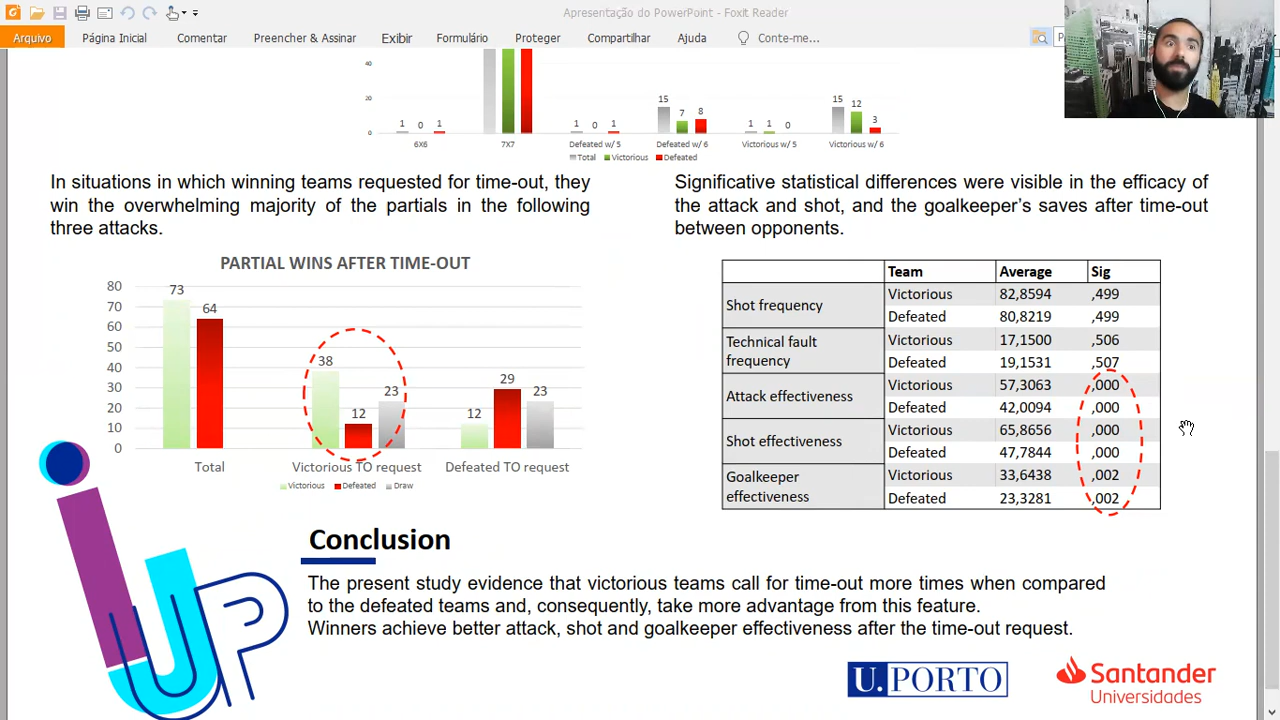 Apresentação do PowerPoint - Foxit Reader
Arquivo Página Inicial Comentar Preencher & Assinar Exibir Formulário Proteger Compartilhar Ajuda Conte-me...
40
20
0
1 0 1
1 0 1
15 7 8
1 1 0
15 12 3
6X6 7X7 Defeated w/ 5 Defeated w/ 6 Victorious w/ 5 Victorious w/ 6
Total Victorious Defeated
In situations in which winning teams requested for time-out, they
win the overwhelming majority of the partials in the following
three attacks.
PARTIAL WINS AFTER TIME-OUT
80
70
60
50
40
30
20
10
0
73 64
38 12 23
12 29 23
Total Victorious TO request Defeated TO request
Victorious Defeated Draw
Significative statistical differences were visible in the efficacy of
the attack and shot, and the goalkeeper's saves after time-out
between opponents.
Team Average Sig
Shot frequency
Victorious 82,8594 ,499
Defeated 80,8219 ,499
Technical fault
frequency
Victorious 17,1500 ,506
Defeated 19,1531 ,507
Attack effectiveness
Victorious 57,3063 ,000
Defeated 42,0094 ,000
Shot effectiveness
Victorious 65,8656 ,000
Defeated 47,7844 ,000
Goalkeeper
effectiveness
Victorious 33,6438 ,002
Defeated 23,3281 ,002
Conclusion
The present study evidence that victorious teams call for time-out more times when compared
to the defeated teams and, consequently, take more advantage from this feature.
Winners achieve better attack, shot and goalkeeper effectiveness after the time-out request.
iJUP
U.PORTO
Santander
Universidades